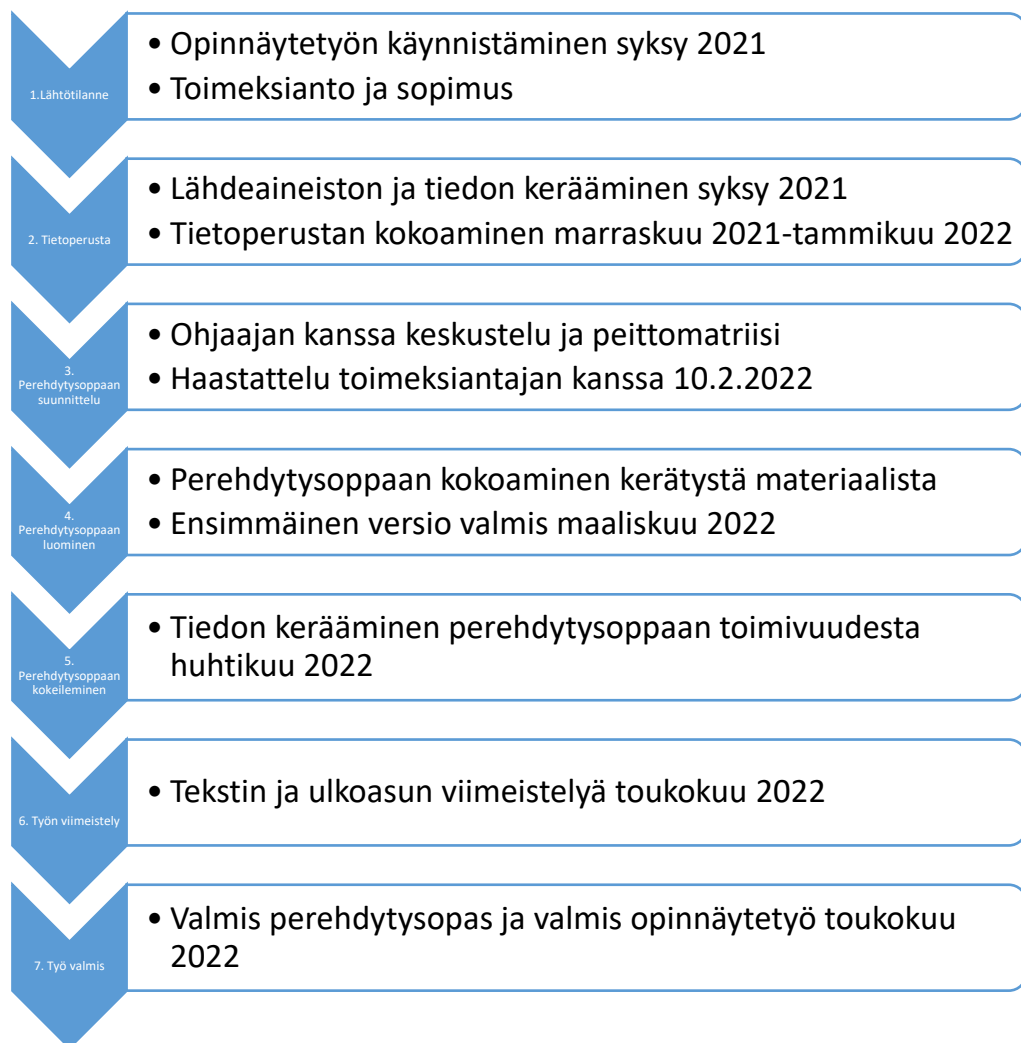 1.Lähtötilanne
• Opinnäytetyön käynnistäminen syksy 2021
• Toimeksianto ja sopimus
2. Tietoperusta
• Lähdeaineiston ja tiedon kerääminen syksy 2021
• Tietoperustan kokoaminen marraskuu 2021-tammikuu 2022
3.
Perehdytysoppaan
suunnittelu
• Ohjaajan kanssa keskustelu ja peittomatriisi
• Haastattelu toimeksiantajan kanssa 10.2.2022
4.
Perehdytysoppaan
luominen
• Perehdytysoppaan kokoaminen kerätystä materiaalista
• Ensimmäinen versio valmis maaliskuu 2022
5.
Perehdytysoppaan
kokeileminen
• Tiedon kerääminen perehdytysoppaan toimivuudesta
huhtikuu 2022
6. Työn viimeistely
• Tekstin ja ulkoasun viimeistelyä toukokuu 2022
7. Työ valmis
• Valmis perehdytysopas ja valmis opinnäytetyö toukokuu
2022